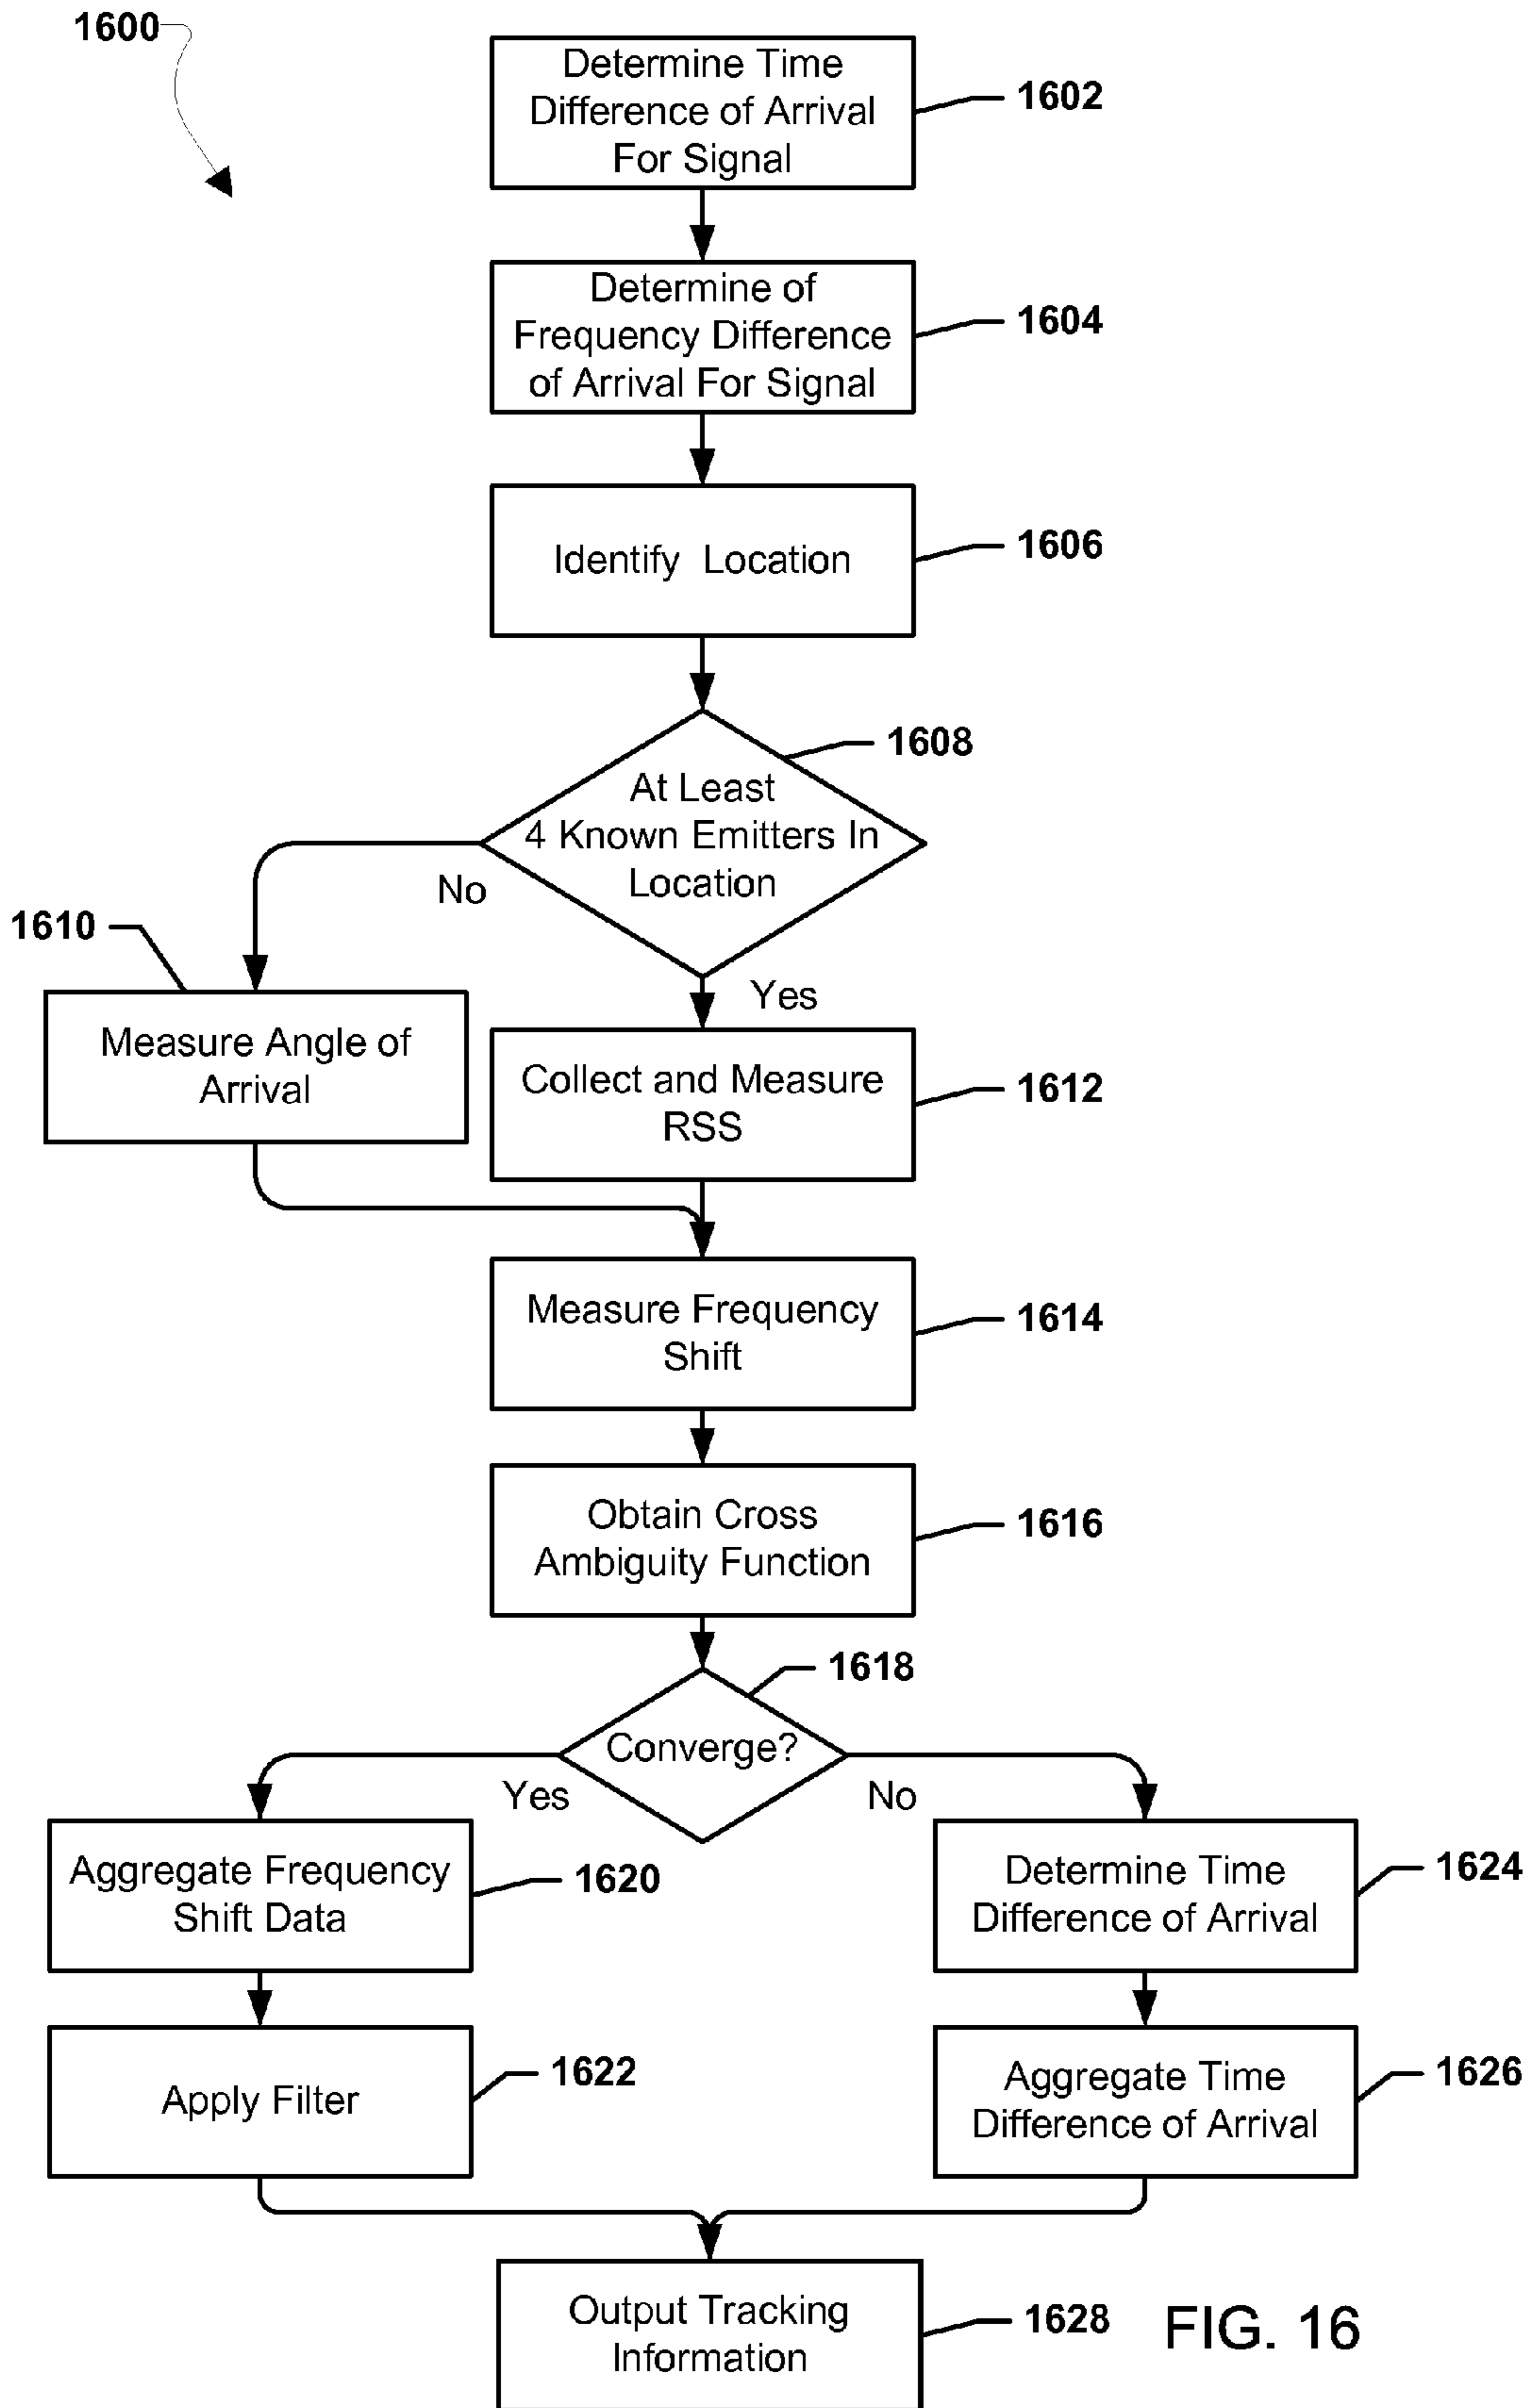 1600
Determine Time
Difference of Arrival
For Signal
1602
Determine of
Frequency Difference
of Arrival For Signal
1604
Identify Location
1606
1608
At Least
4 Known Emitters In
Location
No
Yes
1610
Measure Angle of
Arrival
Collect and Measure
RSS
1612
Measure Frequency
Shift
1614
Obtain Cross
Ambiguity Function
1616
1618
Converge?
Yes
No
Aggregate Frequency
Shift Data
1620
Determine Time
Difference of Arrival
1624
Apply Filter
1622
Aggregate Time
Difference of Arrival
1626
Output Tracking
Information
1628
FIG. 16